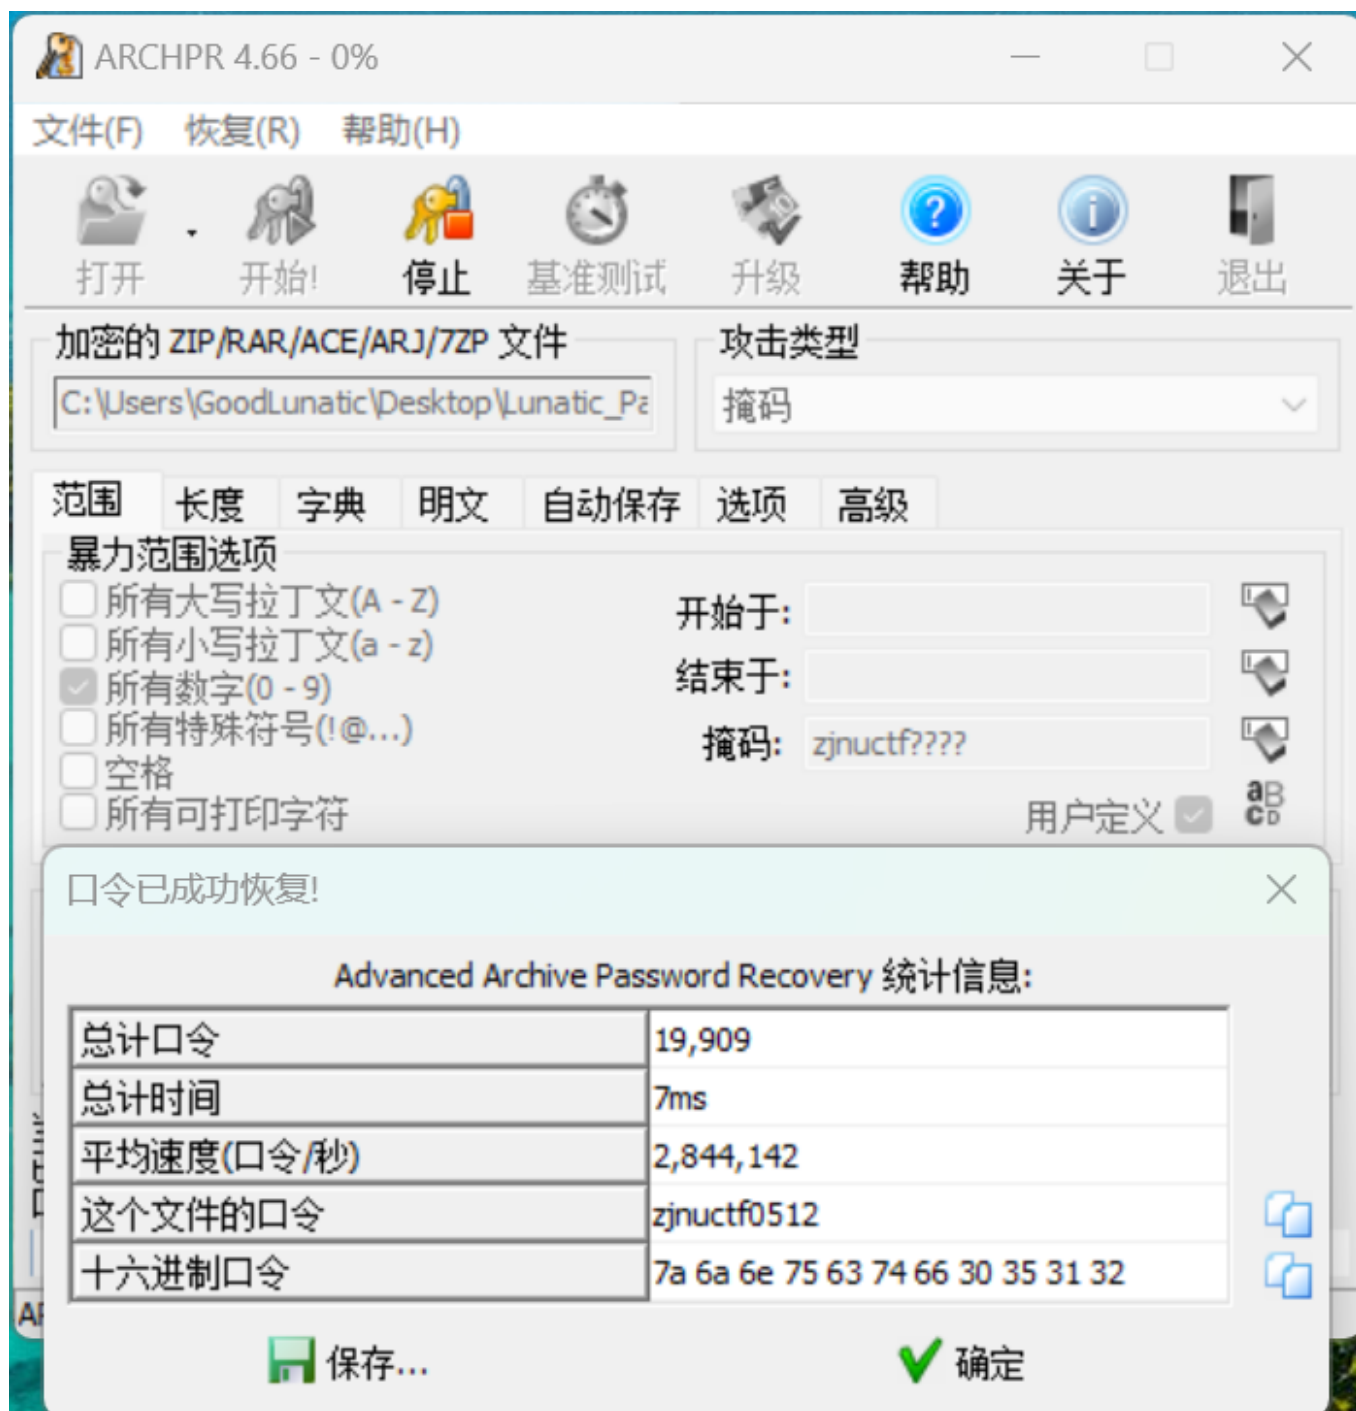 ARCHPR 4.66 - 0%
文件(F) 恢复(R) 帮助(H)
打开 开始! 停止 基准测试 升级 帮助 关于 退出
加密的 ZIP/RAR/ACE/ARJ/7ZP 文件
攻击类型
C:\Users\GoodLunatic\Desktop\Lunatic_Pa
掩码
范围 长度 字典 明文 自动保存 选项 高级
暴力范围选项
所有大写拉丁文(A - Z)
所有小写拉丁文(a - z)
所有数字(0 - 9)
所有特殊符号(!@...)
空格
所有可打印字符
开始于:
结束于:
掩码: zjnuctf????
用户定义
口令已成功恢复!
Advanced Archive Password Recovery 统计信息:
总计口令 19,909
总计时间 7ms
平均速度(口令/秒) 2,844,142
这个文件的口令 zjnuctf0512
十六进制口令 7a 6a 6e 75 63 74 66 30 35 31 32
保存... 确定